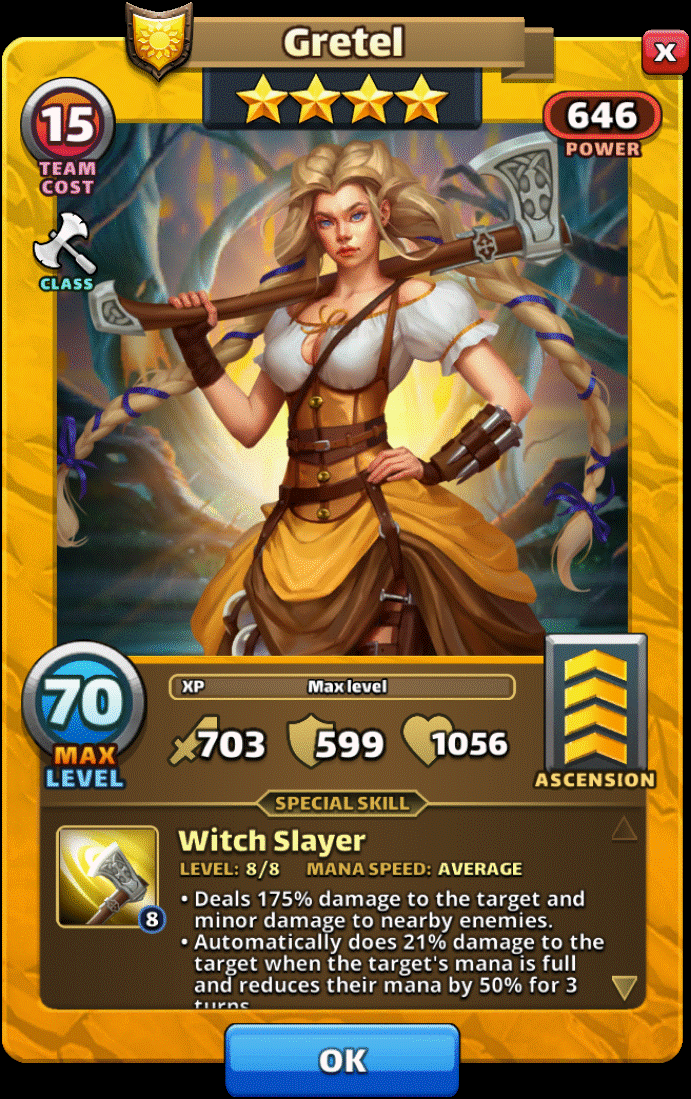 Gretel
X
15
TEAM
COST
646
POWER
CLASS
70
MAX
LEVEL
XP Max level
703 599 1056
ASCENSION
SPECIAL SKILL
Witch Slayer
LEVEL: 8/8 MANA SPEED: AVERAGE
8
• Deals 175% damage to the target and
minor damage to nearby enemies.
• Automatically does 21% damage to the
target when the target's mana is full
and reduces their mana by 50% for 3
turns
OK